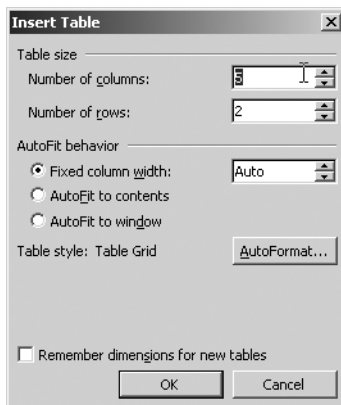 Insert Table
Table size
Number of columns: 5
Number of rows: 2
AutoFit behavior
Fixed column width: Auto
AutoFit to contents
AutoFit to window
Table style: Table Grid AutoFormat...
Remember dimensions for new tables
OK Cancel